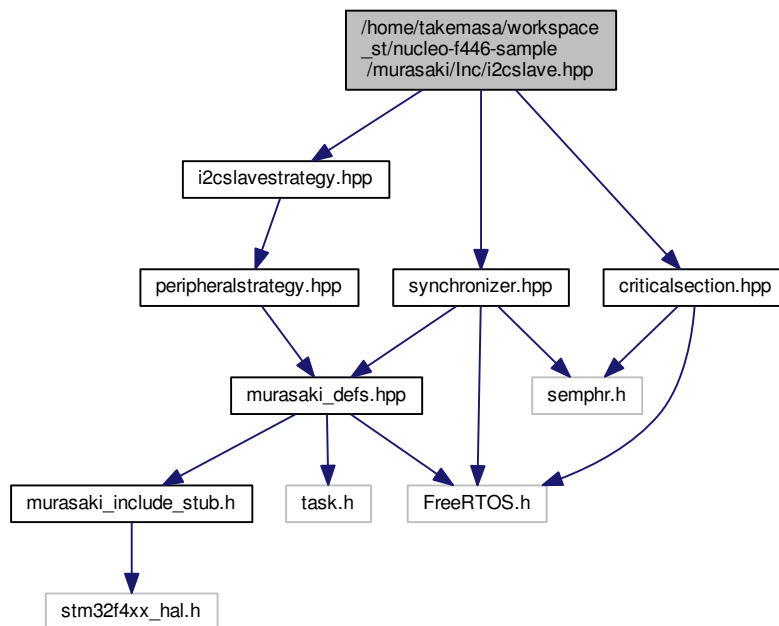 /home/takemasa/workspace
_st/nucleo-f446-sample
/murasaki/Inc/i2cslave.hpp
i2cslavestrategy.hpp
peripheralstrategy.hpp
synchronizer.hpp
criticalsection.hpp
murasaki_defs.hpp
semphr.h
murasaki_include_stub.h
task.h
FreeRTOS.h
stm32f4xx_hal.h